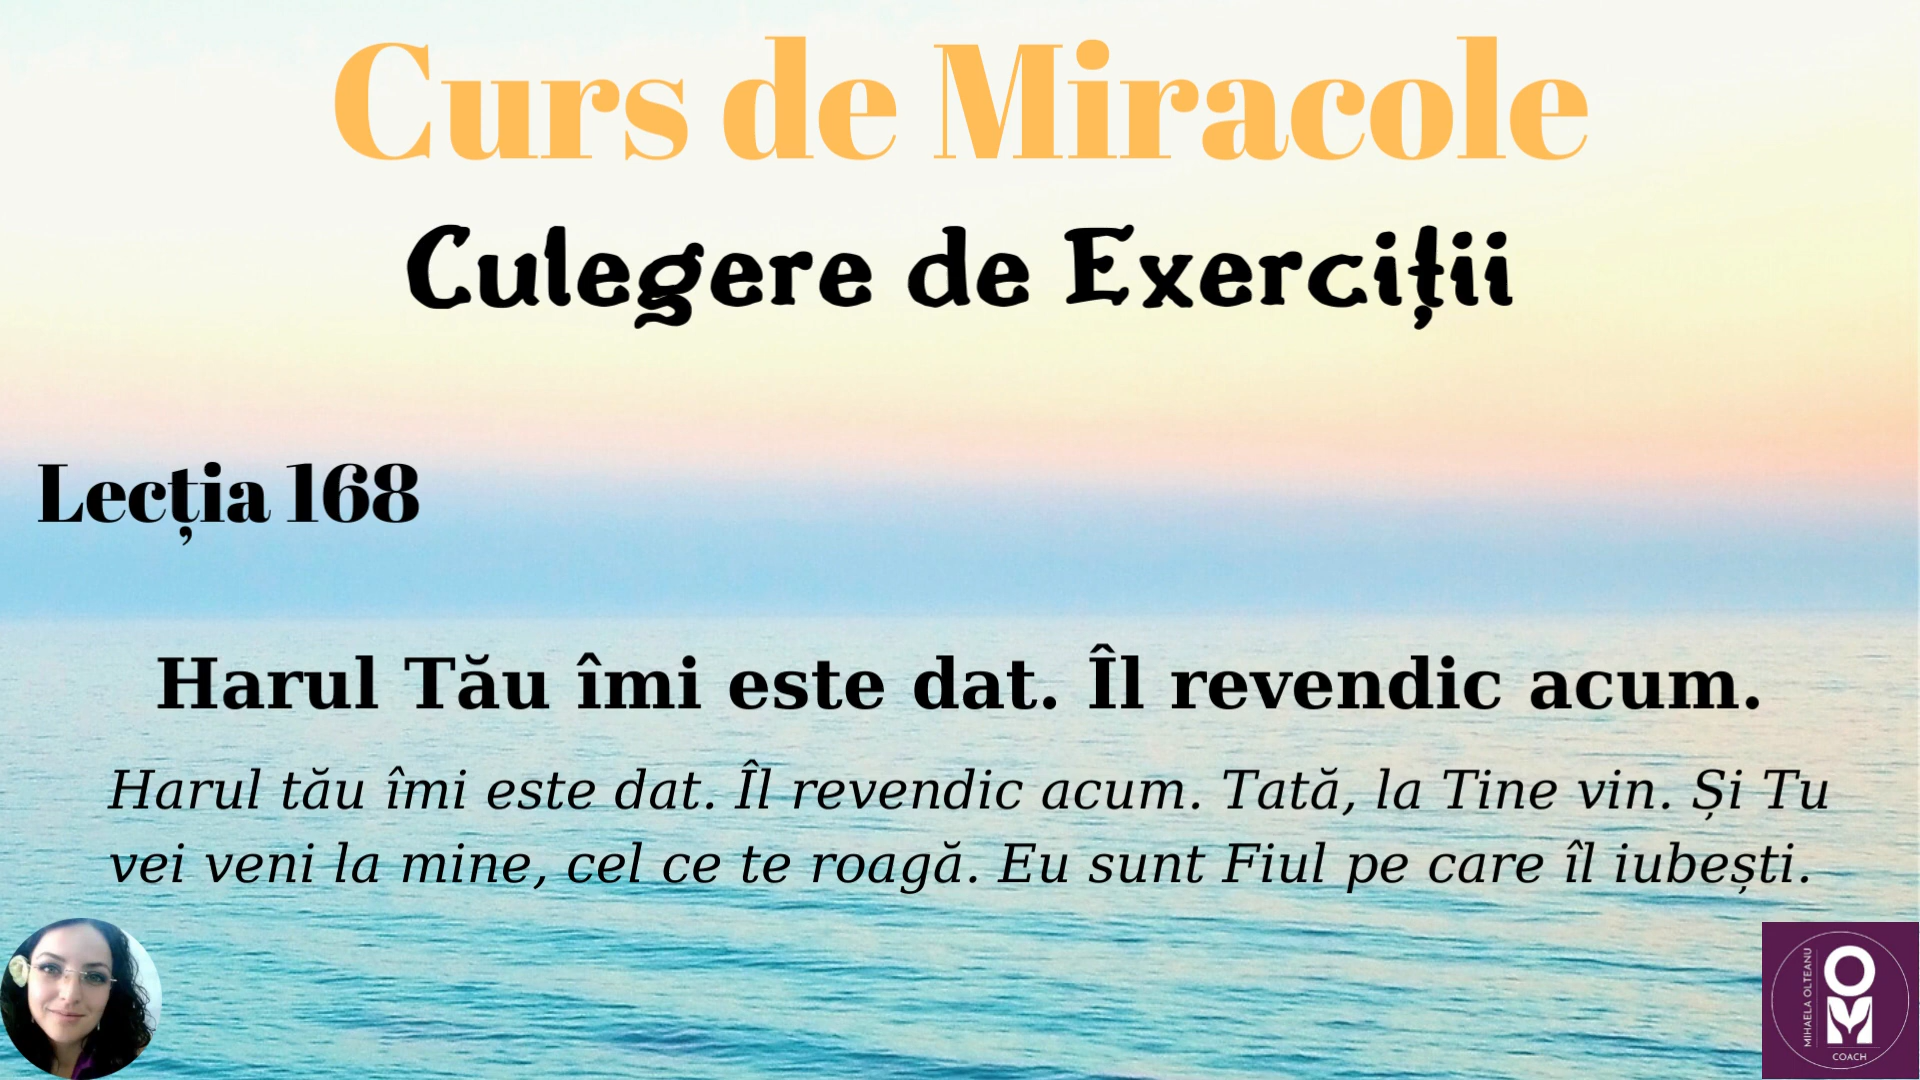 Curs de Miracole
Culegere de Exerciții
Lecția 168
Harul Tău îmi este dat. Îl revendic acum.
Harul tău îmi este dat. Îl revendic acum. Tată, la Tine vin. Și Tu
vei veni la mine, cel ce te roagă. Eu sunt Fiul pe care îl iubești.
MIHAELA OLTEANU
OM
COACH